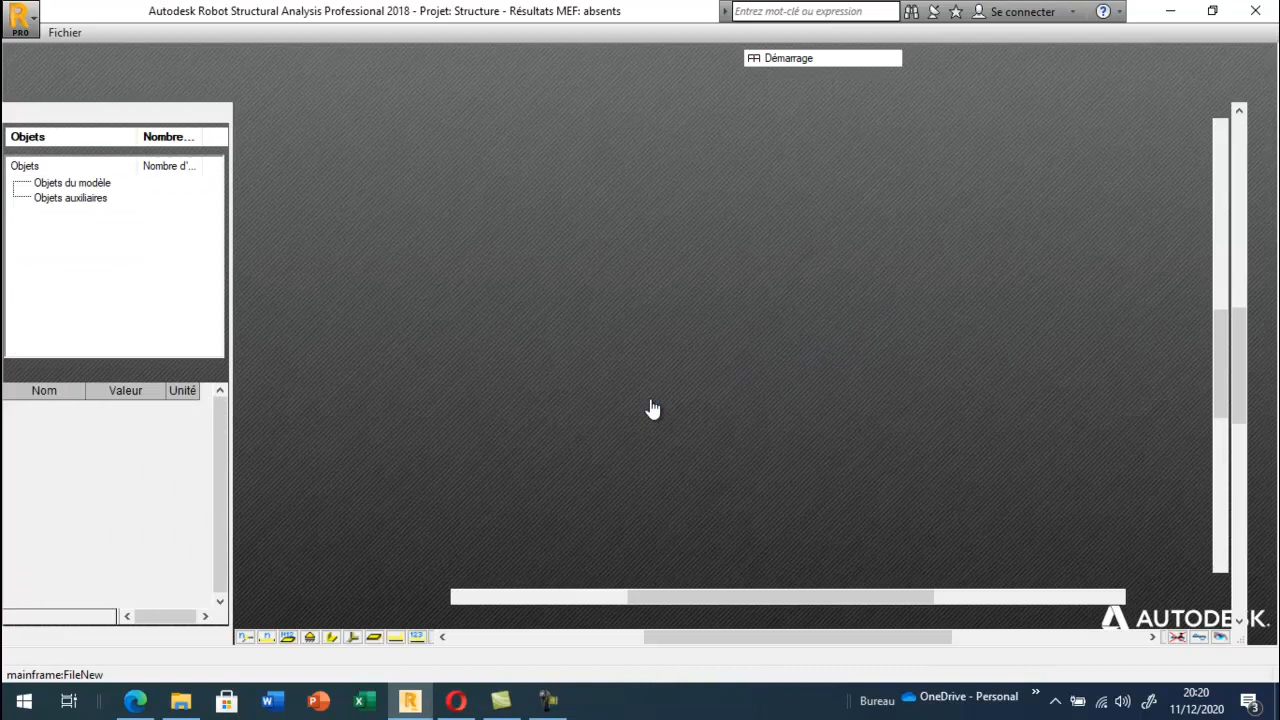 Autodesk Robot Structural Analysis Professional 2018 - Projet: Structure - Résultats MEF: absents
Entrez mot-clé ou expression
Se connecter
PRO
Fichier
Démarrage
Objets Nombre...
Objets Nombre d'...
Objets du modèle
Objets auxiliaires
Nom Valeur Unité
AUTODESK.
mainframe:FileNew
Bureau
OneDrive - Personal
20:20
11/12/2020
3